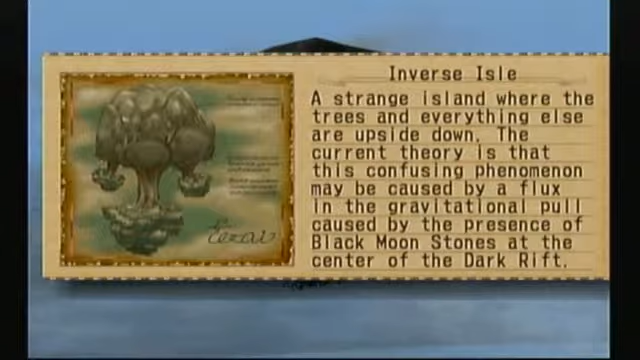 Inverse Isle
A strange island where the
trees and everything else
are upside down. The
current theory is that
this confusing phenomenon
may be caused by a flux
in the gravitational pull
caused by the presence of
Black Moon Stones at the
center of the Dark Rift.